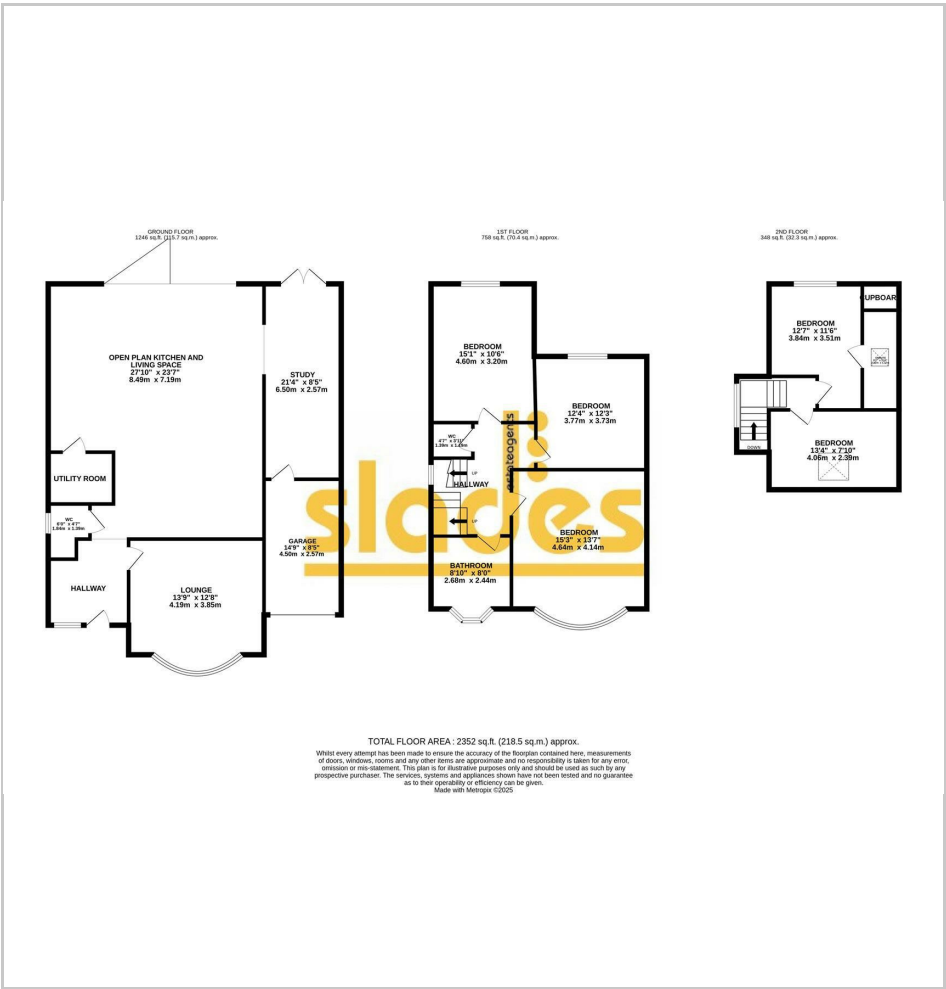 GROUND FLOOR
1246 sq.ft. (115.7 sq.m.) approx.
OPEN PLAN KITCHEN AND
LIVING SPACE
27'10" x 23'7"
8.49m x 7.19m
STUDY
21'4" x 8'5"
6.50m x 2.57m
UTILITY ROOM
WC
6'0" x 4'7"
1.84m x 1.39m
HALLWAY
LOUNGE
13'9" x 12'8"
4.19m x 3.85m
GARAGE
14'9" x 8'5"
4.50m x 2.57m
1ST FLOOR
758 sq.ft. (70.4 sq.m.) approx.
BEDROOM
15'1" x 10'6"
4.60m x 3.20m
BEDROOM
12'4" x 12'3"
3.77m x 3.73m
WC
UP
HALLWAY
UP
BEDROOM
15'3" x 13'7"
4.64m x 4.14m
BATHROOM
8'10" x 8'0"
2.68m x 2.44m
2ND FLOOR
348 sq.ft. (32.3 sq.m.) approx.
CUPBOARD
BEDROOM
12'7" x 11'6"
3.84m x 3.51m
DOWN
BEDROOM
13'4" x 7'10"
4.06m x 2.39m
slades
estateagents
TOTAL FLOOR AREA : 2352 sq.ft. (218.5 sq.m.) approx.
Whilst every attempt has been made to ensure the accuracy of the floorplan contained here, measurements
of doors, windows, rooms and any other items are approximate and no responsibility is taken for any error,
omission or mis-statement. This plan is for illustrative purposes only and should be used as such by any
prospective purchaser. The services, systems and appliances shown have not been tested and no guarantee
as to their operability or efficiency can be given.
Made with Metropix ©2025